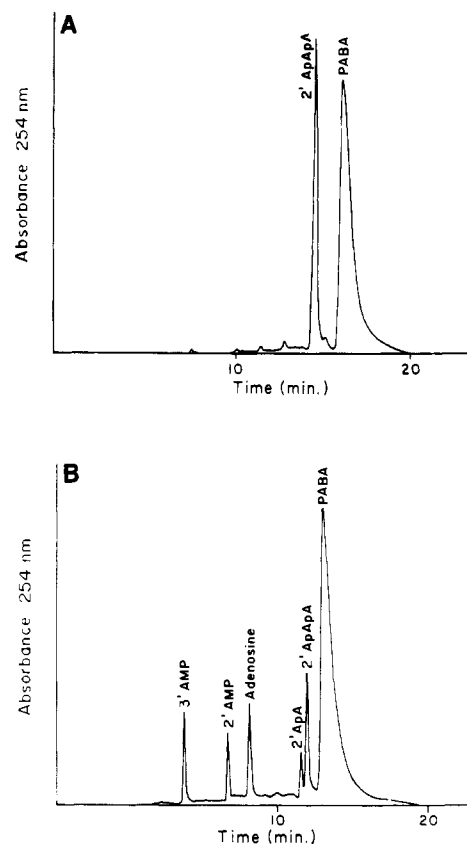 A
Absorbance 254 nm
2' ApApA
PABA
10
20
Time (min.)
B
Absorbance 254 nm
3' AMP
2' AMP
Adenosine
2' ApA
2' ApApA
PABA
10
20
Time (min.)